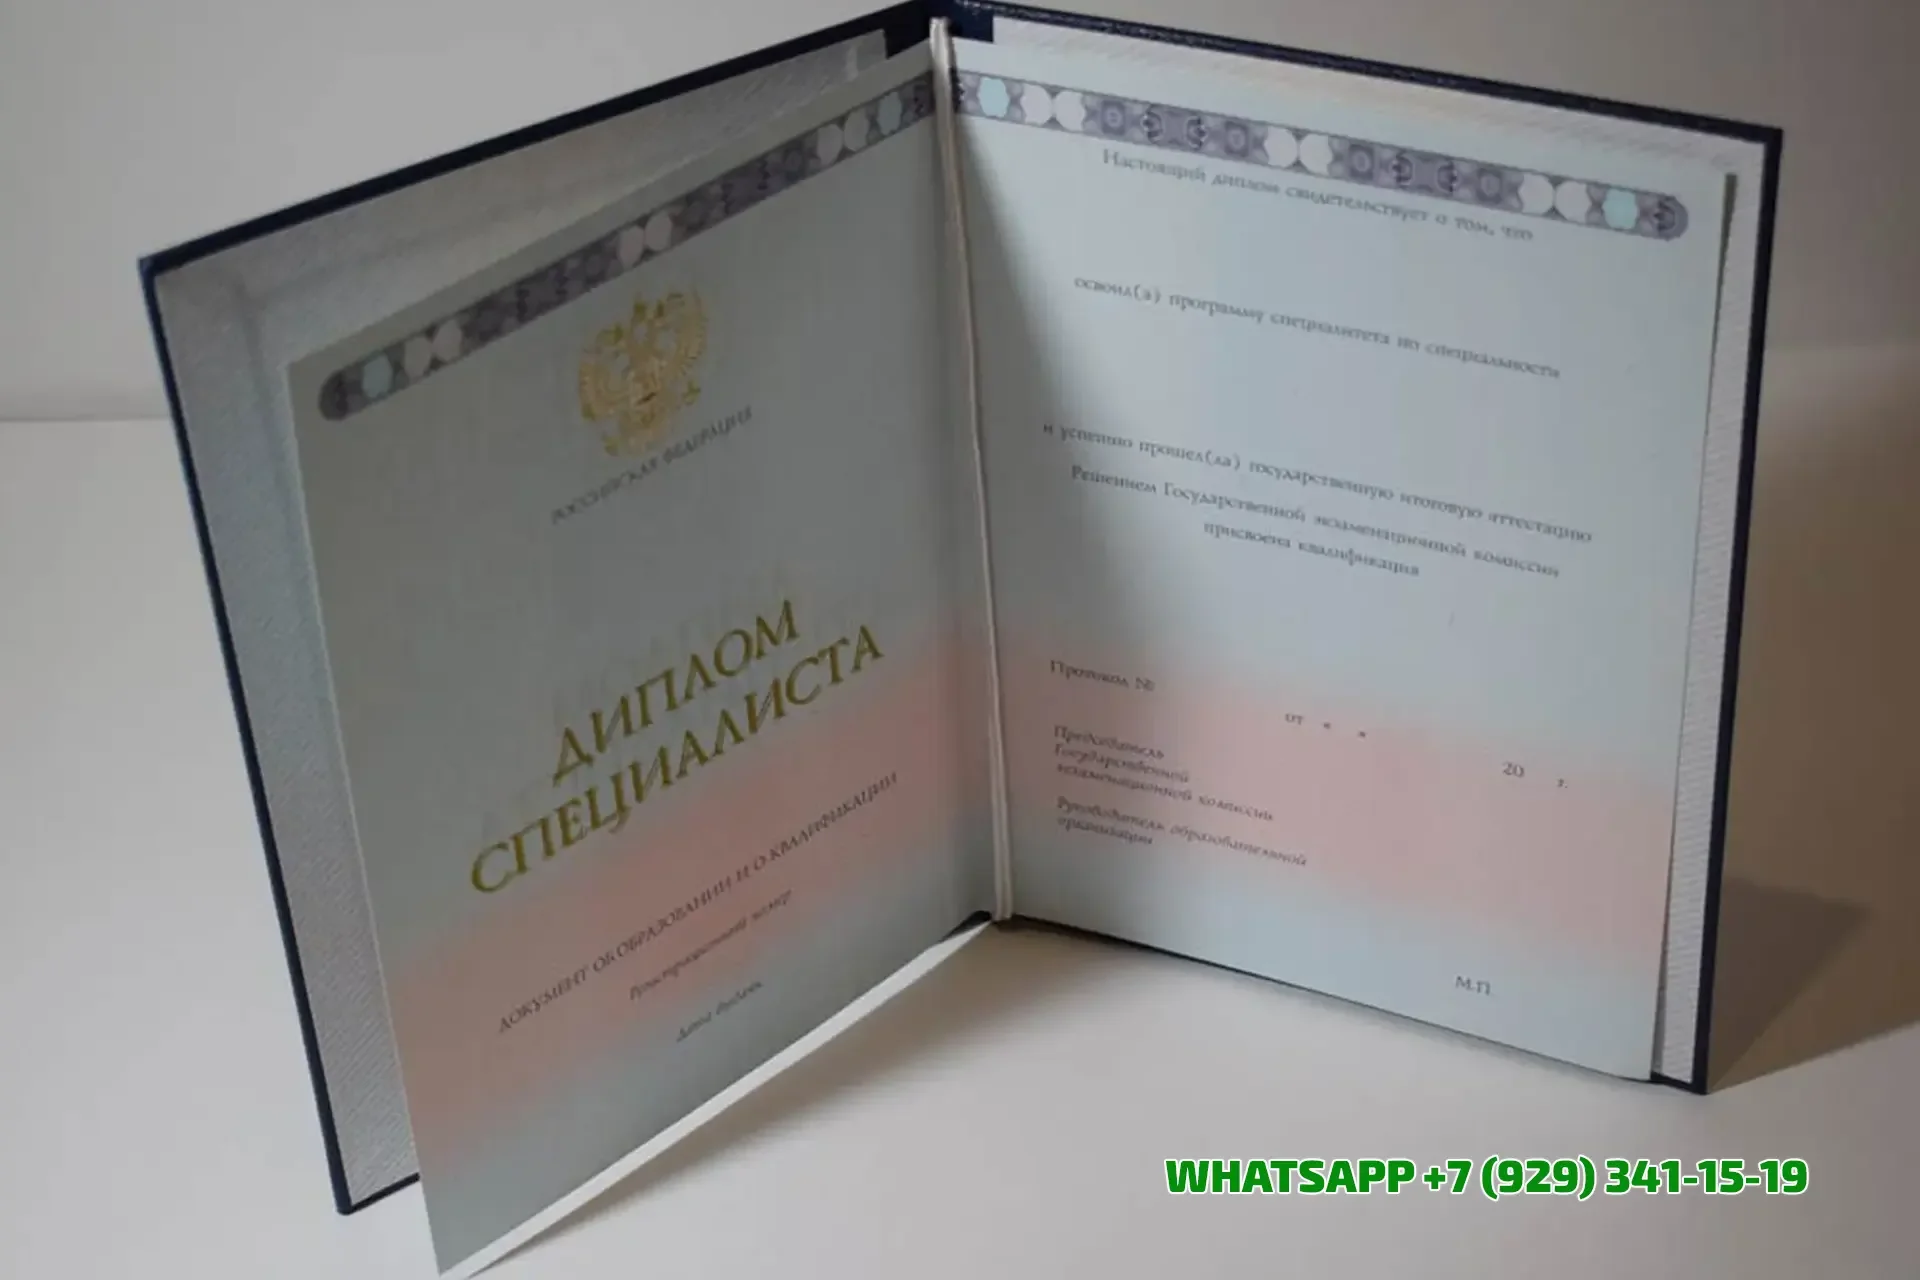 РОССИЙСКАЯ ФЕДЕРАЦИЯ
ДИПЛОМ
СПЕЦИАЛИСТА
ДОКУМЕНТ ОБ ОБРАЗОВАНИИ И О КВАЛИФИКАЦИИ
Регистрационный номер
Дата выдачи
Настоящий диплом свидетельствует о том, что
освоил(а) программу специалитета по специальности
и успешно прошел(ла) государственную итоговую аттестацию
Решением Государственной экзаменационной комиссии
присвоена квалификация
Протокол №
от « »
20 г.
Председатель
Государственной
экзаменационной комиссии
Руководитель образовательной
организации
М.П.
WHATSAPP +7 (929) 341-15-19